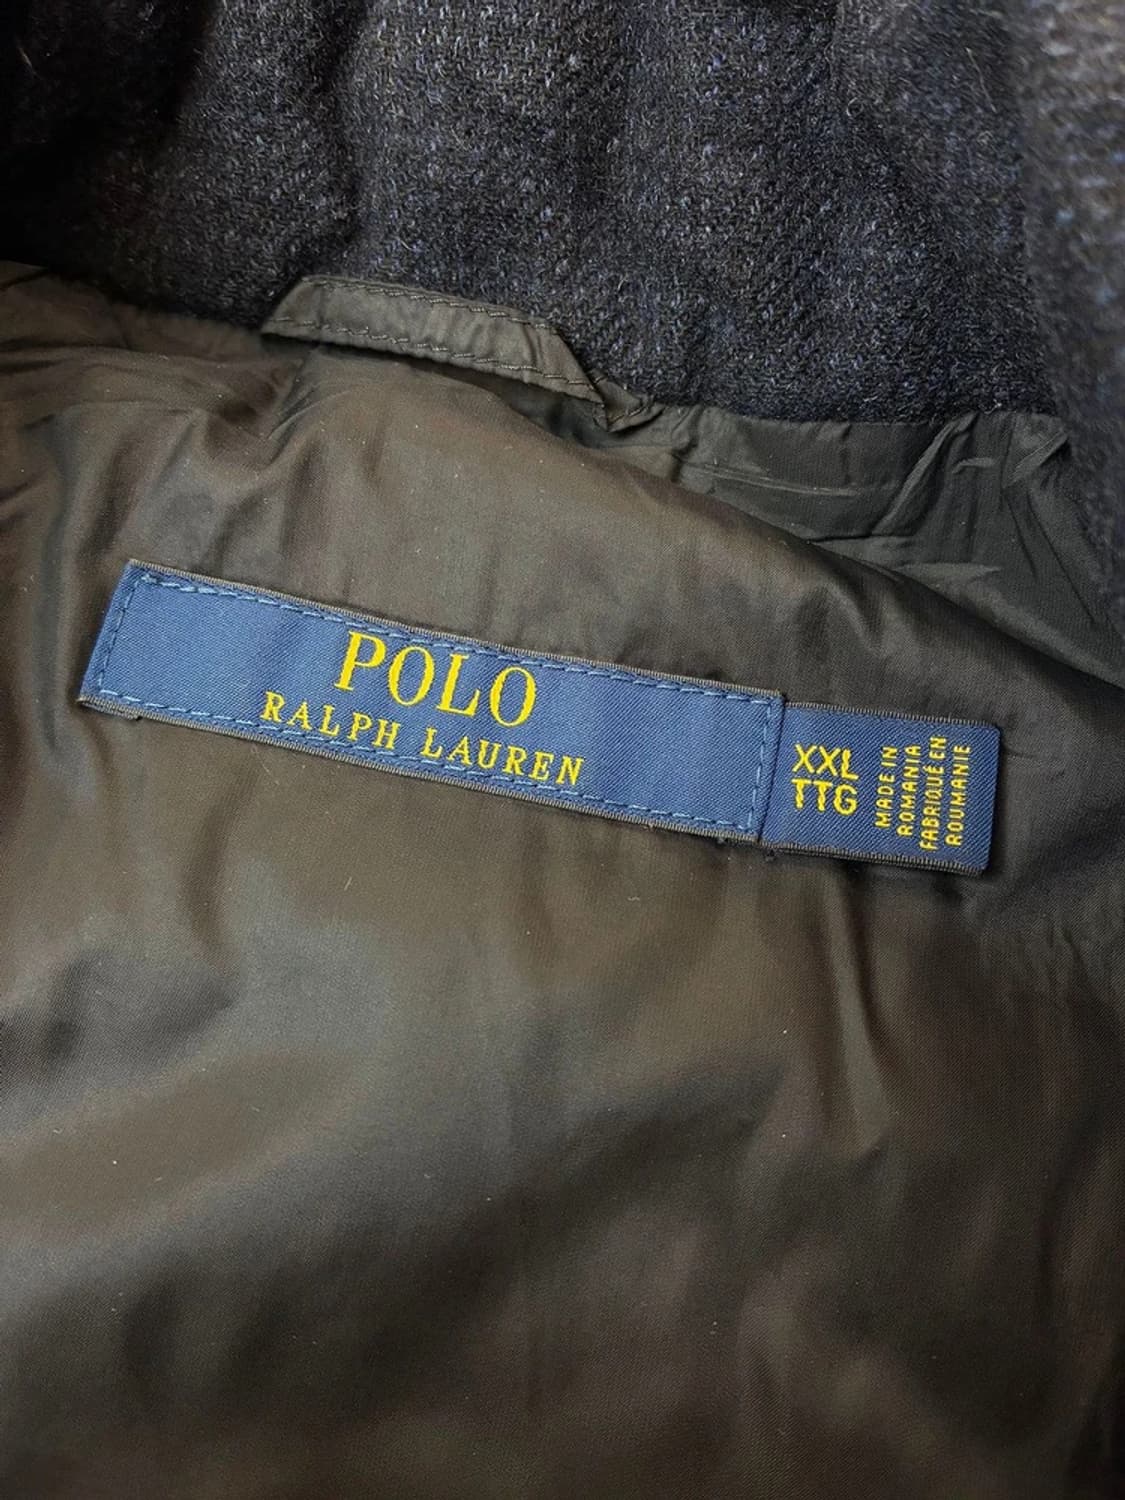 POLO
RALPH LAUREN
XXL
TTG
MADE IN
ROMANIA
FABRIQUÉ EN
ROUMANIE